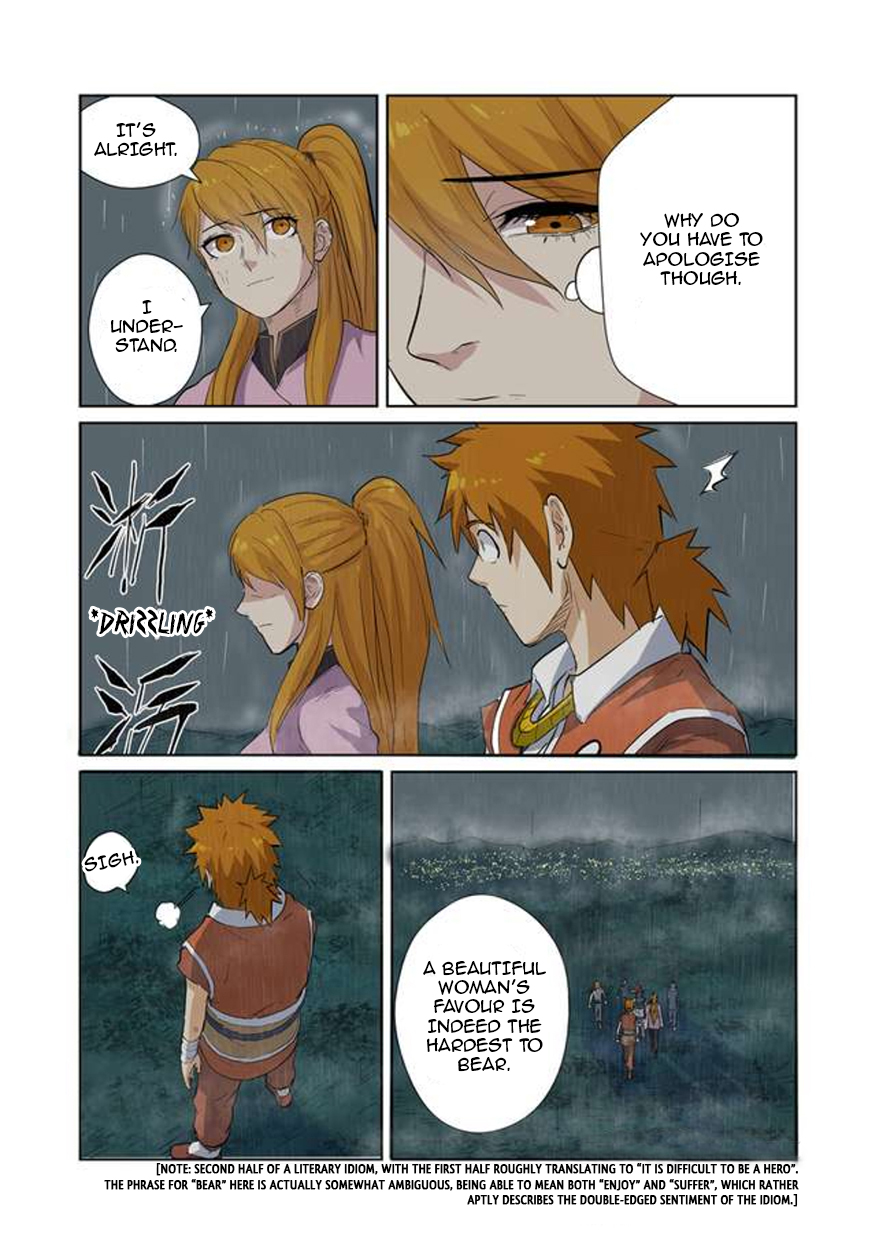 IT'S
ALRIGHT.
I
UNDER-
STAND.
WHY DO
YOU HAVE TO
APOLOGISE
THOUGH.
淅
*DRIZZLING*
沥
SIGH.
A BEAUTIFUL
WOMAN'S
FAVOUR IS
INDEED THE
HARDEST TO
BEAR.
[NOTE: SECOND HALF OF A LITERARY IDIOM, WITH THE FIRST HALF ROUGHLY TRANSLATING TO “IT IS DIFFICULT TO BE A HERO”.
THE PHRASE FOR “BEAR” HERE IS ACTUALLY SOMEWHAT AMBIGUOUS, BEING ABLE TO MEAN BOTH “ENJOY” AND “SUFFER”, WHICH RATHER
APTLY DESCRIBES THE DOUBLE-EDGED SENTIMENT OF THE IDIOM.]